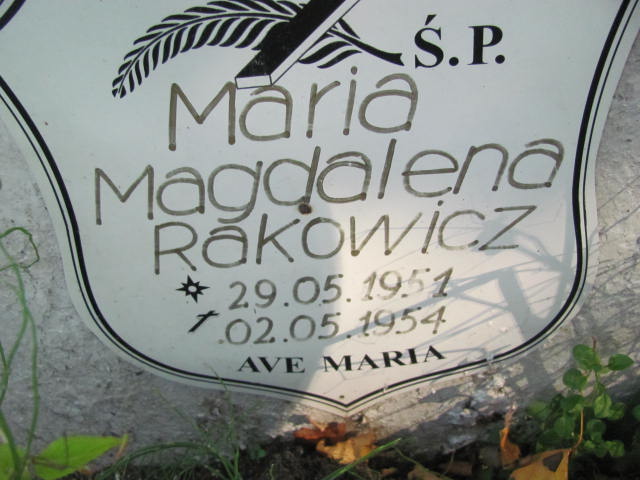 Ś.P.
Maria
Magdalena
Rakowicz
29.05.1951
02.05.1954
AVE MARIA